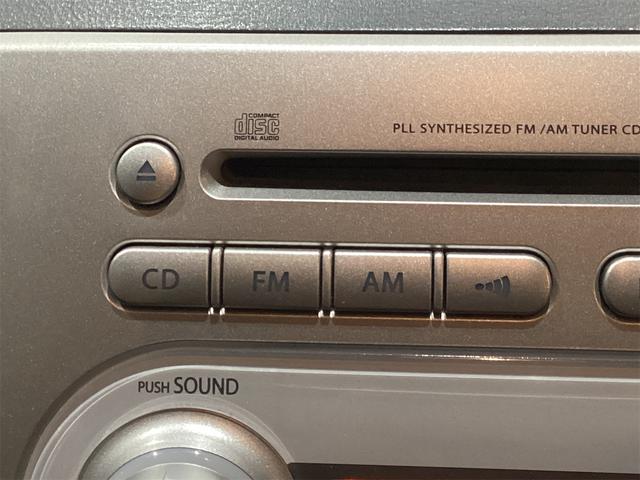 COMPACT
disc
DIGITAL AUDIO
PLL SYNTHESIZED FM /AM TUNER CD
CD FM AM
PUSH SOUND